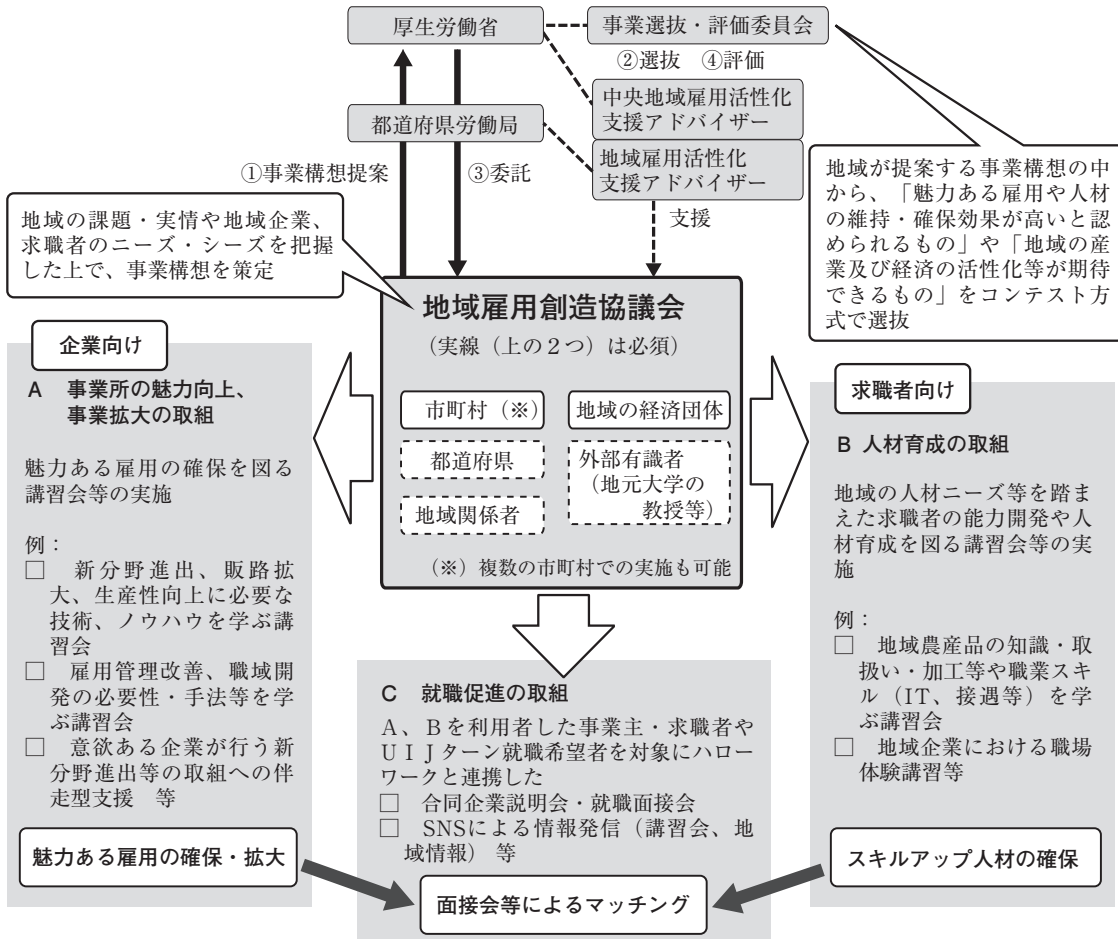 厚生労働省
事業選抜・評価委員会
②選抜　④評価
中央地域雇用活性化
支援アドバイザー
都道府県労働局
地域雇用活性化
支援アドバイザー
①事業構想提案
③委託
支援
地域が提案する事業構想の中
から、「魅力ある雇用や人材
の維持・確保効果が高いと認
められるもの」や「地域の産
業及び経済の活性化等が期待
できるもの」をコンテスト方
式で選抜
地域の課題・実情や地域企業、
求職者のニーズ・シーズを把握
した上で、事業構想を策定
地域雇用創造協議会
（実線（上の２つ）は必須）
市町村（※）
地域の経済団体
都道府県
外部有識者
（地元大学の
教授等）
地域関係者
（※）複数の市町村での実施も可能
企業向け
A　事業所の魅力向上、
事業拡大の取組
魅力ある雇用の確保を図る
講習会等の実施
例：
□　新分野進出、販路拡
大、生産性向上に必要な
技術、ノウハウを学ぶ講
習会
□　雇用管理改善、職域開
発の必要性・手法等を学
ぶ講習会
□　意欲ある企業が行う新
分野進出等の取組への伴
走型支援　等
魅力ある雇用の確保・拡大
C　就職促進の取組
A、Bを利用者した事業主・求職者や
ＵＩＪターン就職希望者を対象にハロー
ワークと連携した
□　合同企業説明会・就職面接会
□　SNSによる情報発信（講習会、地
域情報）等
面接会等によるマッチング
求職者向け
B 人材育成の取組
地域の人材ニーズ等を踏ま
えた求職者の能力開発や人
材育成を図る講習会等の実
施
例：
□　地域農産品の知識・取
扱い・加工等や職業スキ
ル（IT、接遇等）を学
ぶ講習会
□　地域企業における職場
体験講習等
スキルアップ人材の確保